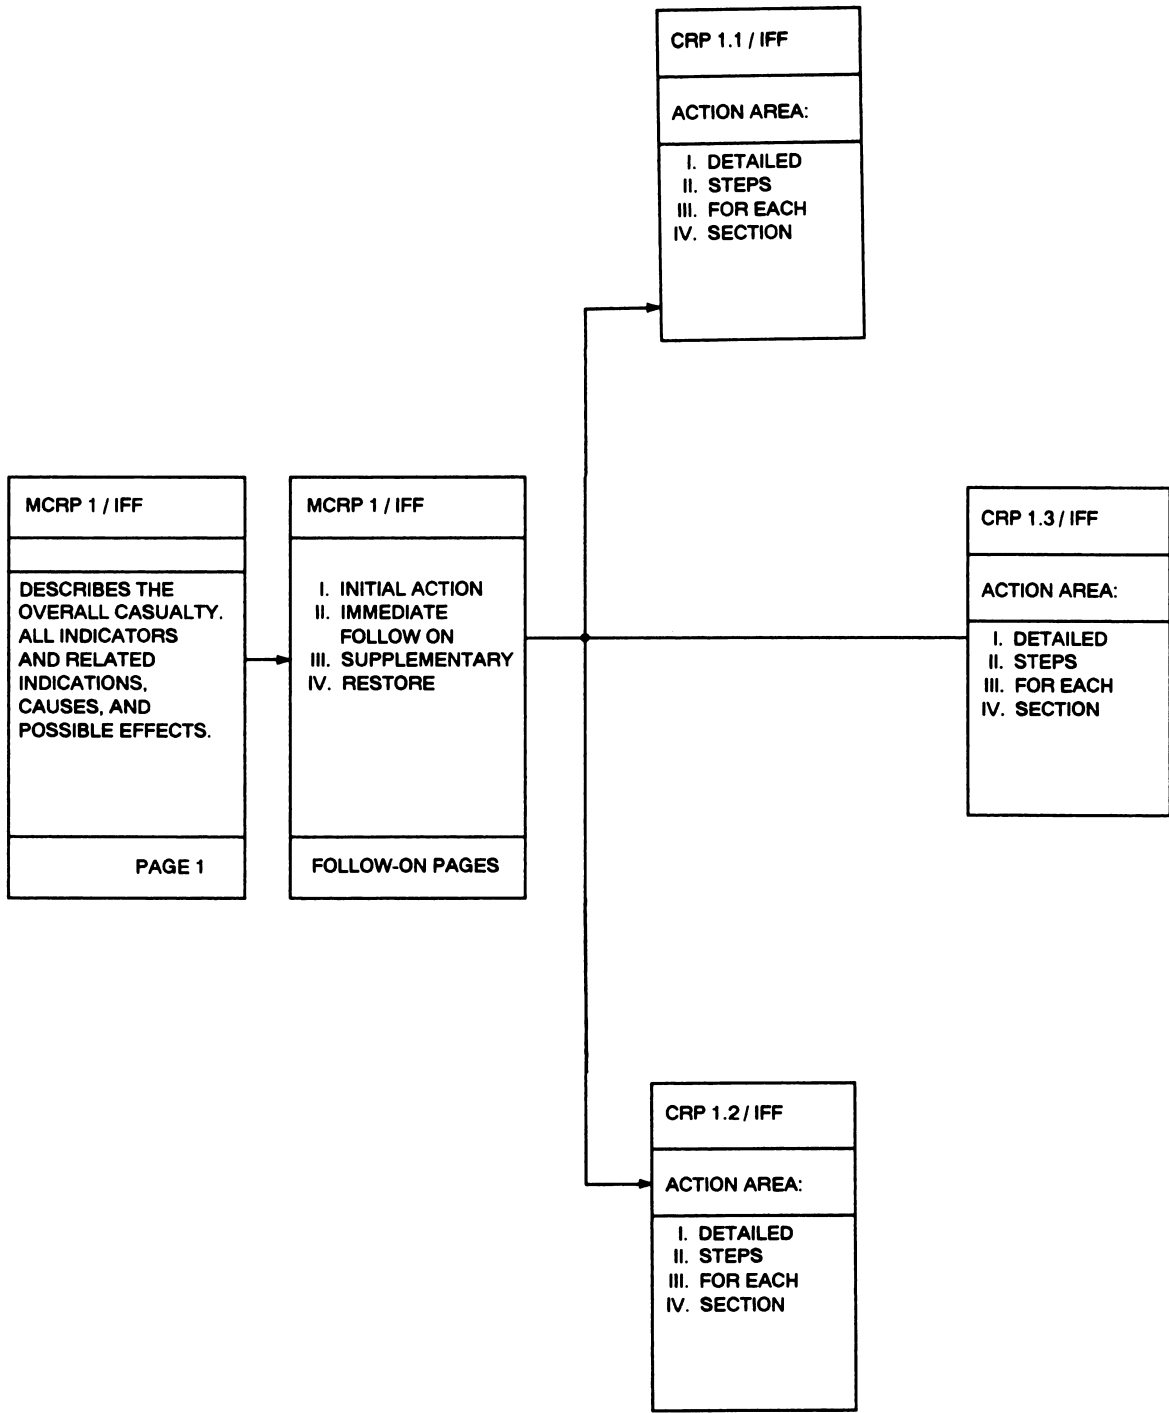 CRP 1.1 / IFF
ACTION AREA:
I. DETAILED
II. STEPS
III. FOR EACH
IV. SECTION
MCRP 1 / IFF
DESCRIBES THE
OVERALL CASUALTY.
ALL INDICATORS
AND RELATED
INDICATIONS,
CAUSES, AND
POSSIBLE EFFECTS.
PAGE 1
MCRP 1 / IFF
I. INITIAL ACTION
II. IMMEDIATE
FOLLOW ON
III. SUPPLEMENTARY
IV. RESTORE
FOLLOW-ON PAGES
CRP 1.3 / IFF
ACTION AREA:
I. DETAILED
II. STEPS
III. FOR EACH
IV. SECTION
CRP 1.2 / IFF
ACTION AREA:
I. DETAILED
II. STEPS
III. FOR EACH
IV. SECTION